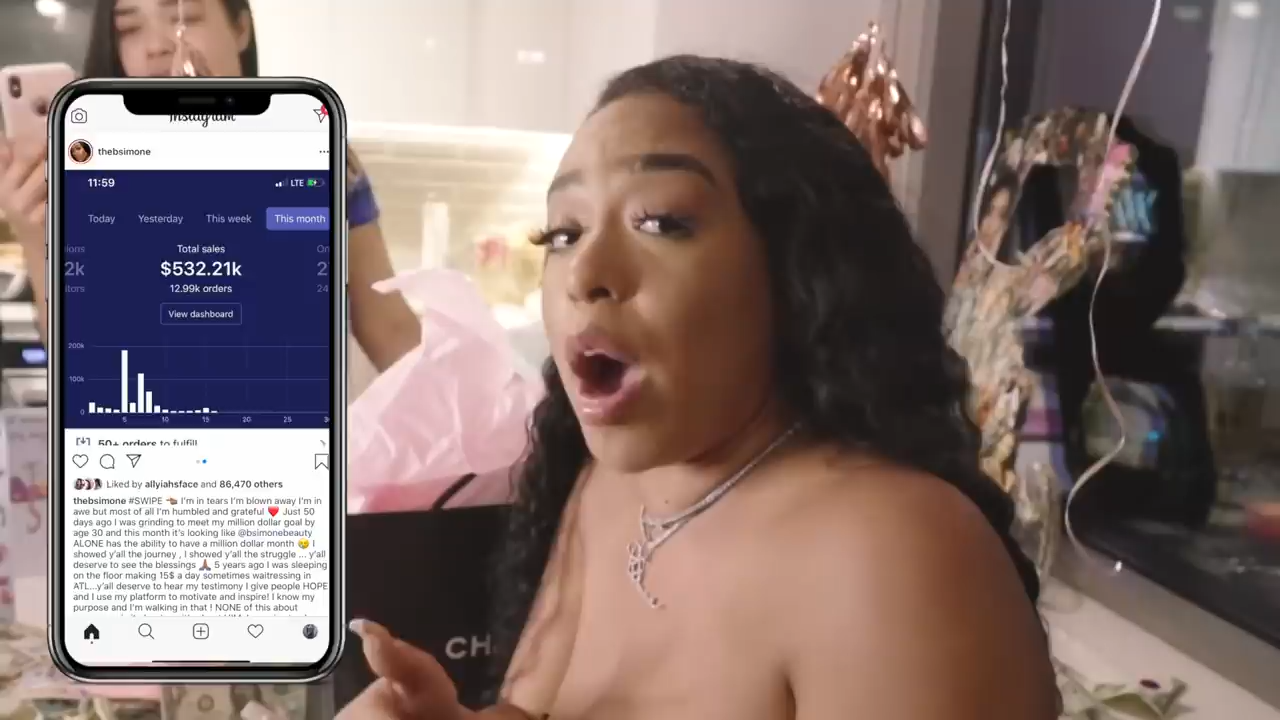 Instagram
thebsimone
11:59
LTE
Today Yesterday This week This month
Total sales
2k $532.21k
12.99k orders
View dashboard
200k
100k
0
5 10 15 20 25
50+ orders to fulfill
Liked by allyiahsface and 86,470 others
thebsimone #SWIPE 👈🏾 I'm in tears I'm blown away I'm in
awe but most of all I'm humbled and grateful ❤️ Just 50
days ago I was grinding to meet my million dollar goal by
age 30 and this month it's looking like @bsimonebeauty
ALONE has the ability to have a million dollar month 😢 I
showed y'all the journey , I showed y'all the struggle ... y'all
deserve to see the blessings 🙏🏾 5 years ago I was sleeping
on the floor making 15$ a day sometimes waitressing in
ATL...y'all deserve to hear my testimony I give people HOPE
and I use my platform to motivate and inspire! I know my
purpose and I'm walking in that ! NONE of this about
CHA